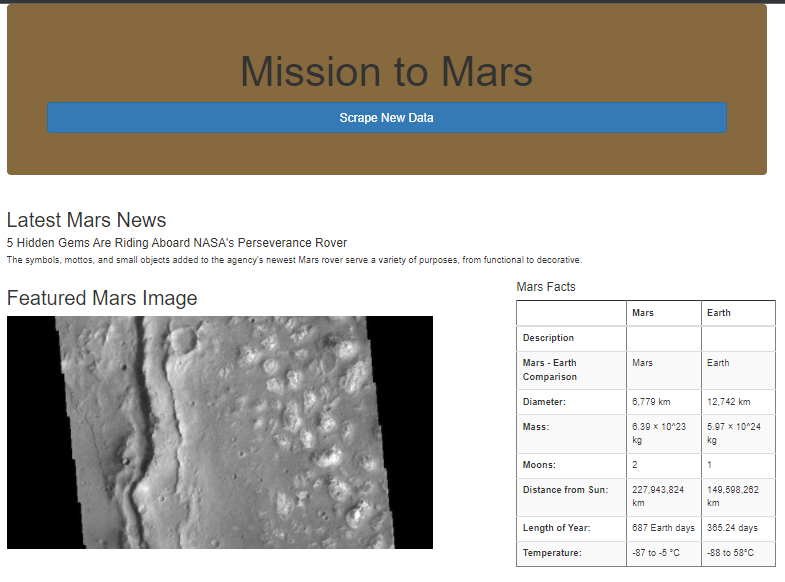 Mission to Mars
Scrape New Data
Latest Mars News
5 Hidden Gems Are Riding Aboard NASA's Perseverance Rover
The symbols, mottos, and small objects added to the agency's newest Mars rover serve a variety of purposes, from functional to decorative.
Featured Mars Image
Mars Facts
Mars Earth
Description
Mars - Earth Comparison Mars Earth
Diameter: 6,779 km 12,742 km
Mass: 6.39 × 10^23 kg 5.97 × 10^24 kg
Moons: 2 1
Distance from Sun: 227,943,824 km 149,598,262 km
Length of Year: 687 Earth days 365.24 days
Temperature: -87 to -5 °C -88 to 58°C